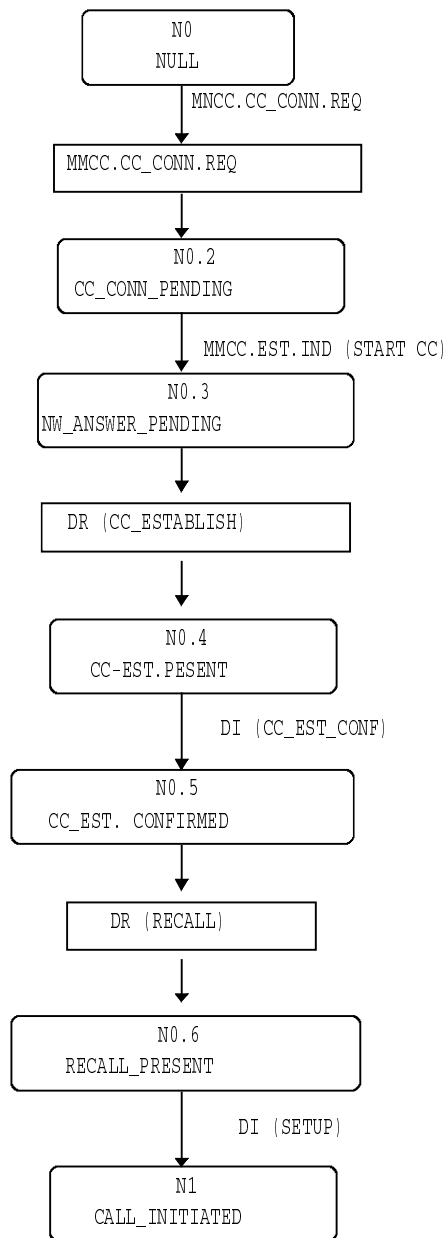 N0
NULL
MNCC.CC_CONN.REQ
MMCC.CC_CONN.REQ
N0.2
CC_CONN_PENDING
MMCC.EST.IND (START CC)
N0.3
NW_ANSWER_PENDING
DR (CC_ESTABLISH)
N0.4
CC-EST.PESENT
DI (CC_EST_CONF)
N0.5
CC_EST. CONFIRMED
DR (RECALL)
N0.6
RECALL_PRESENT
DI (SETUP)
N1
CALL_INITIATED